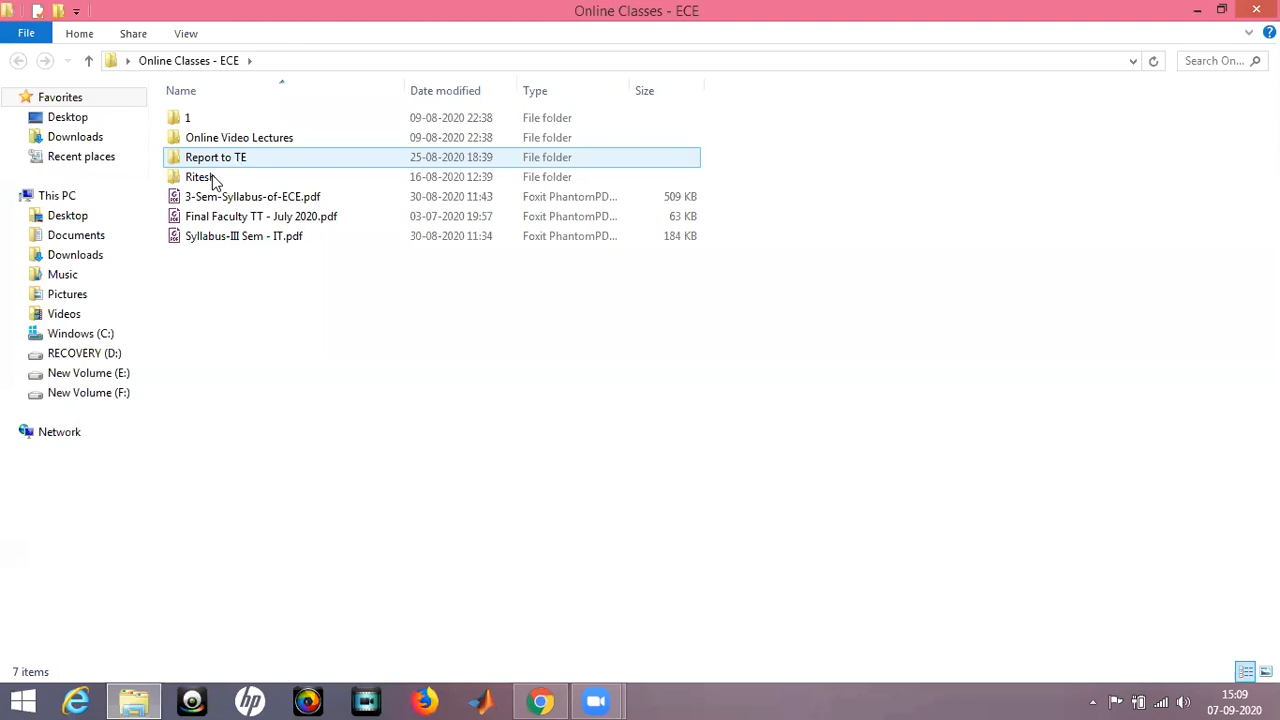 Online Classes - ECE
File Home Share View
Online Classes - ECE Search On...
Name Date modified Type Size
Favorites
Desktop
Downloads
Recent places
This PC
Desktop
Documents
Downloads
Music
Pictures
Videos
Windows (C:)
RECOVERY (D:)
New Volume (E:)
New Volume (F:)
Network
1 09-08-2020 22:38 File folder
Online Video Lectures 09-08-2020 22:38 File folder
Report to TE 25-08-2020 18:39 File folder
Ritesh 16-08-2020 12:39 File folder
3-Sem-Syllabus-of-ECE.pdf 30-08-2020 11:43 Foxit PhantomPD... 509 KB
Final Faculty TT - July 2020.pdf 03-07-2020 19:57 Foxit PhantomPD... 63 KB
Syllabus-III Sem - IT.pdf 30-08-2020 11:34 Foxit PhantomPD... 184 KB
7 items
hp
15:09
07-09-2020